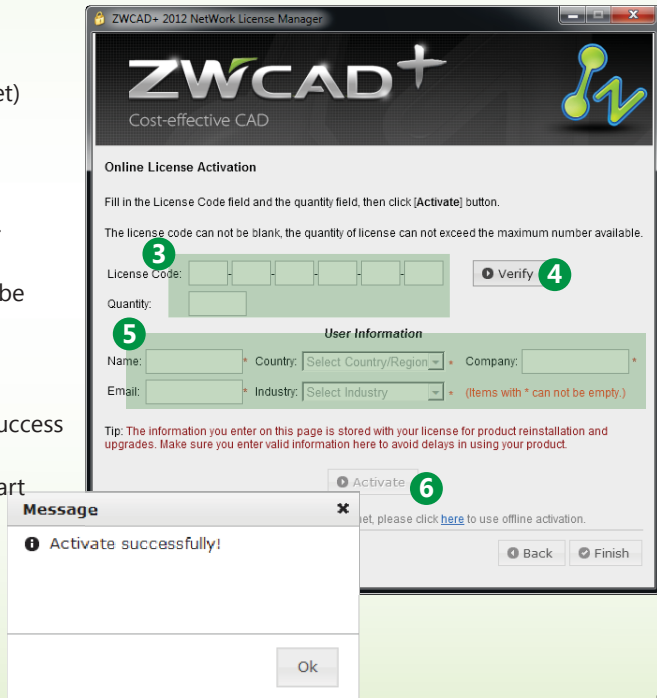 ZWCAD+ 2012 NetWork License Manager
ZWCAD+
Cost-effective CAD
Online License Activation
Fill in the License Code field and the quantity field, then click [Activate] button.
The license code can not be blank, the quantity of license can not exceed the maximum number available.
3
License Code: - - - - -
Verify 4
Quantity:
5
User Information
Name: * Country: Select Country/Region * Company: *
Email: * Industry: Select Industry * (Items with * can not be empty.)
Tip: The information you enter on this page is stored with your license for product reinstallation and
upgrades. Make sure you enter valid information here to avoid delays in using your product.
Activate 6
please click here to use offline activation.
Back Finish
be
Message
Activate successfully!
Ok